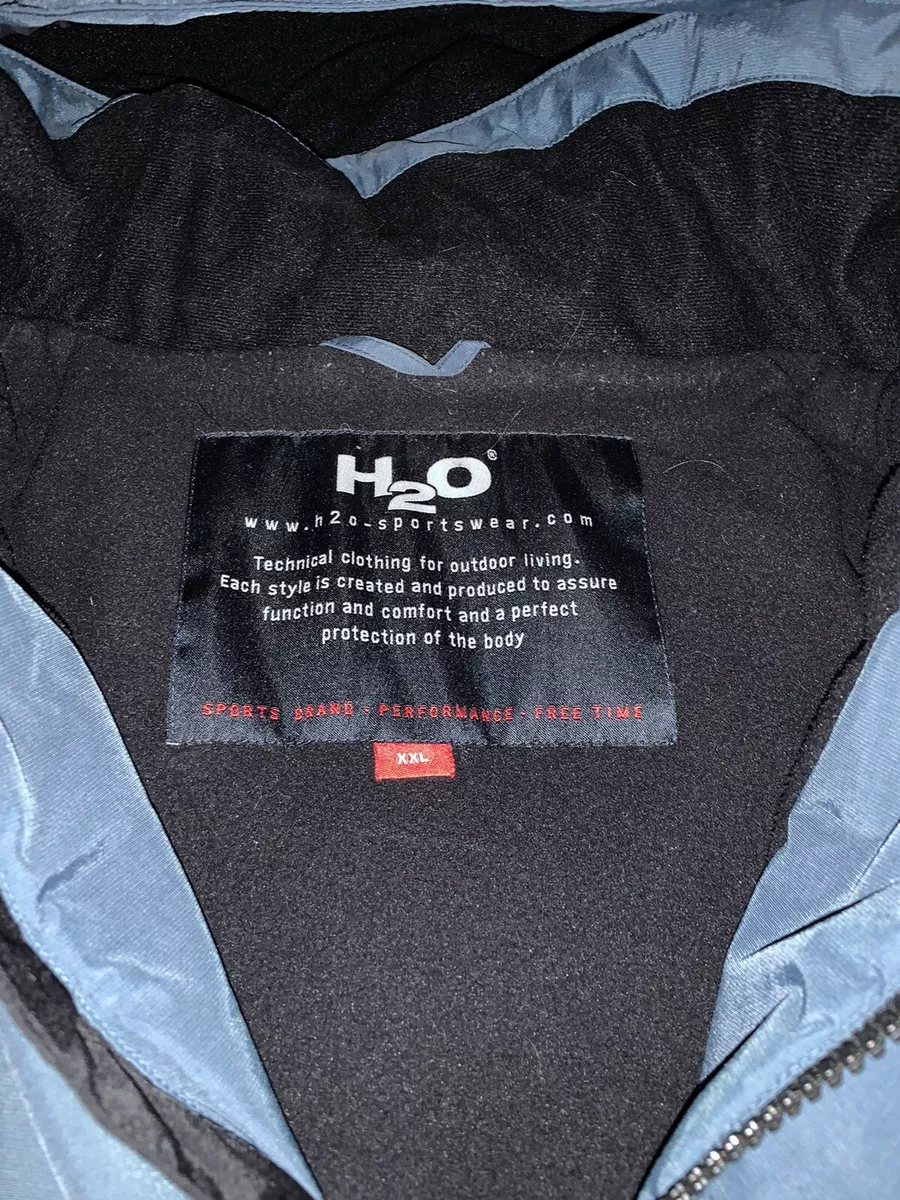 H2O®
www.h2o-sportswear.com
Technical clothing for outdoor living.
Each style is created and produced to assure
function and comfort and a perfect
protection of the body
SPORTS BRAND - PERFORMANCE - FREE TIME
XXL